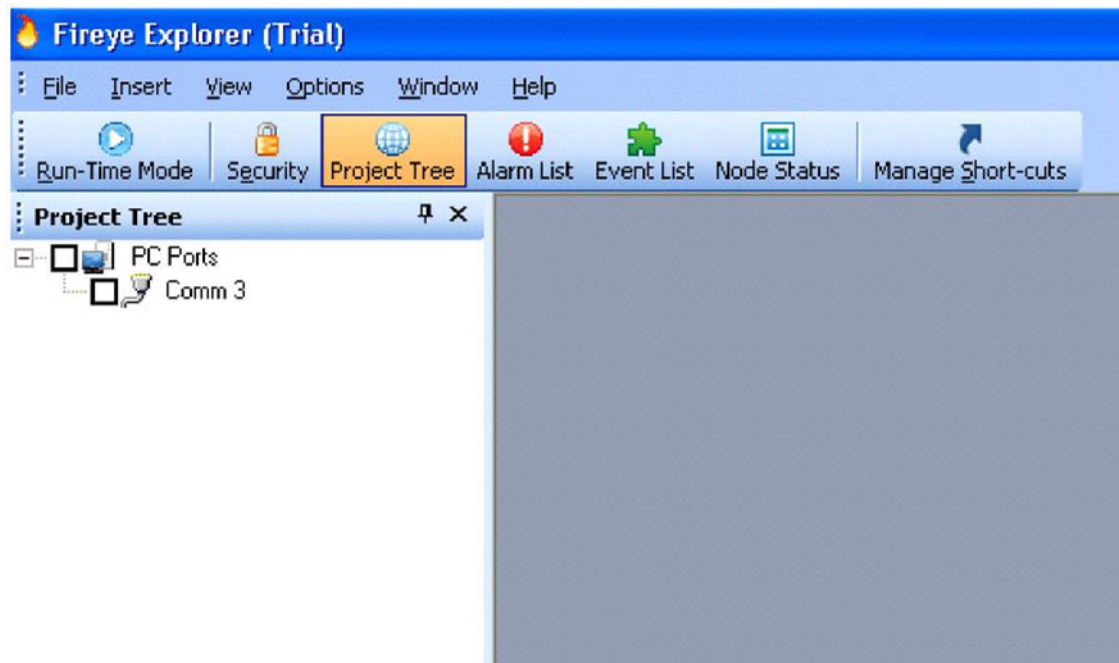 Fireye Explorer (Trial)
File Insert View Options Window Help
Run-Time Mode Security Project Tree Alarm List Event List Node Status Manage Short-cuts
Project Tree
PC Ports
Comm 3